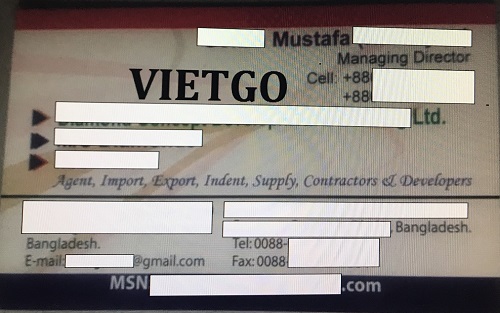 Mustafa
Managing Director
VIETGO
Cell: +88
+88
Ltd.
Agent, Import, Export, Indent, Supply, Contractors & Developers
, Bangladesh.
Bangladesh.
Tel: 0088-
E-mail: @gmail.com
Fax: 0088-
MSN .com